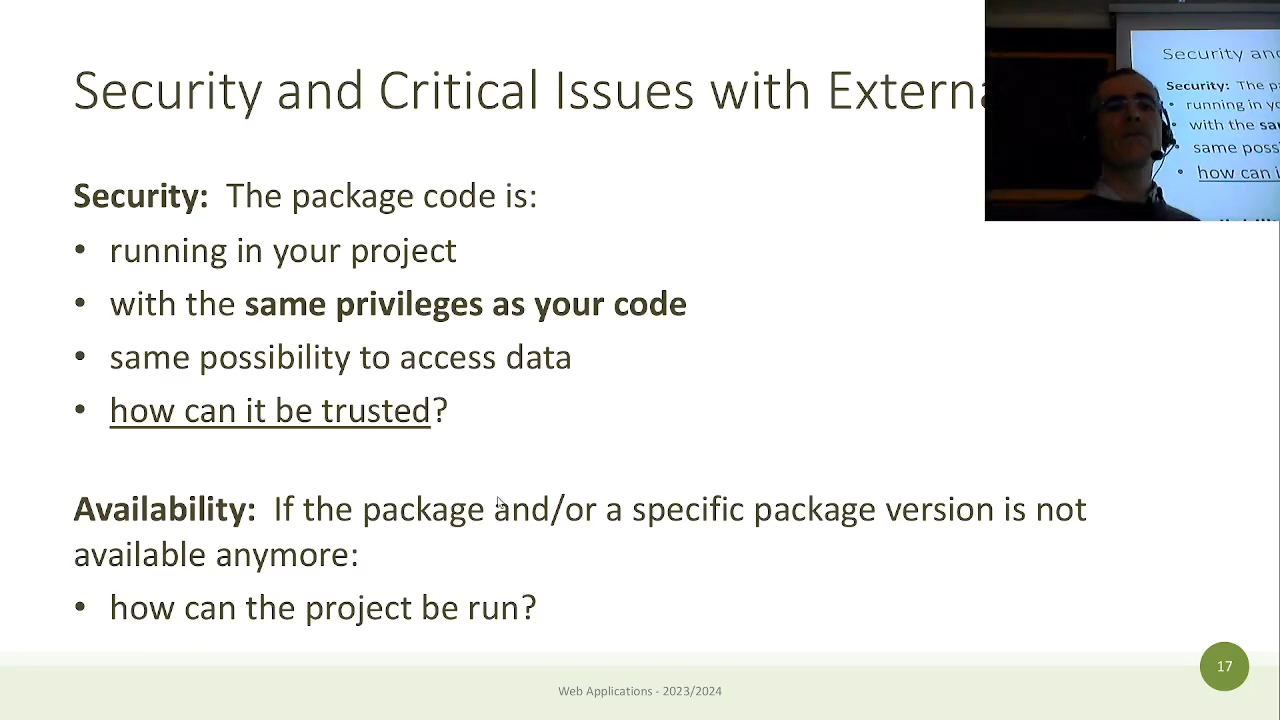 Security and Critical Issues with Externa
Security: The package code is:
• running in your project
• with the same privileges as your code
• same possibility to access data
• how can it be trusted?
Availability: If the package and/or a specific package version is not
available anymore:
• how can the project be run?
Web Applications - 2023/2024
17
Security and
Security: The p
• running in yo
• with the sa
• same poss
• how can i